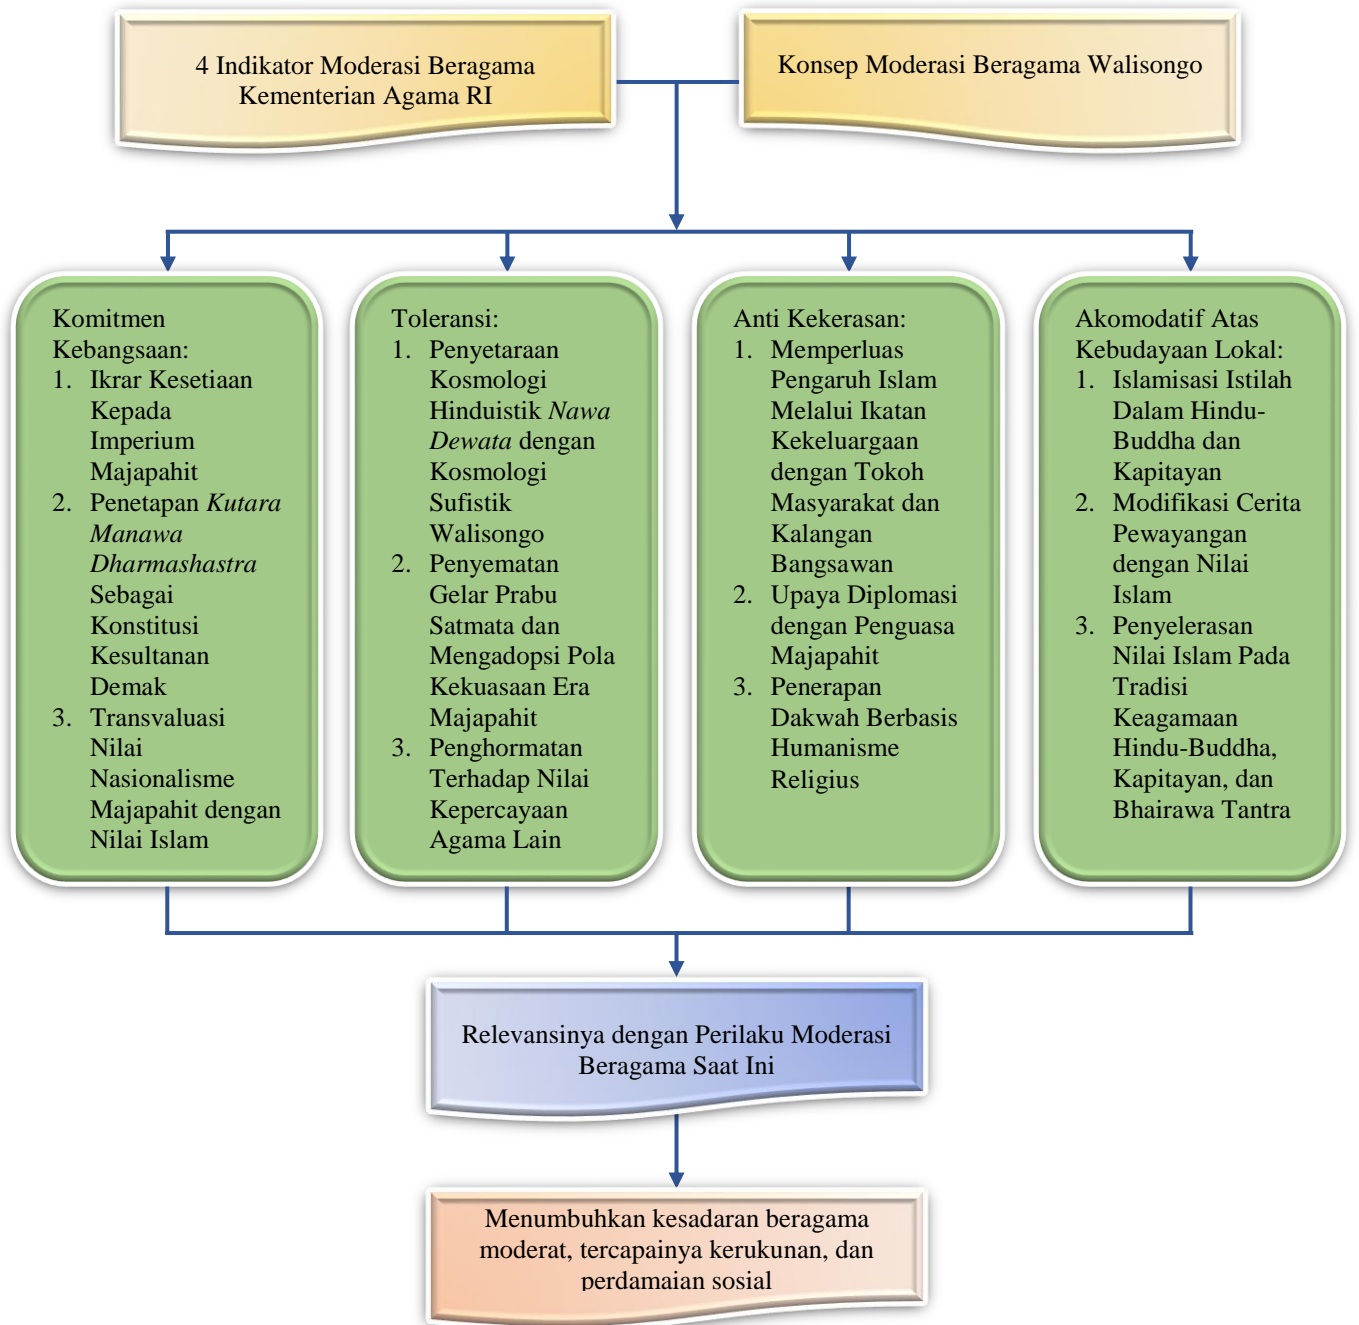 4 Indikator Moderasi Beragama
Kementerian Agama RI
Konsep Moderasi Beragama Walisongo
Komitmen
Kebangsaan:
1. Ikrar Kesetiaan
Kepada
Imperium
Majapahit
2. Penetapan Kutara
Manawa
Dharmashastra
Sebagai
Konstitusi
Kesultanan
Demak
3. Transvaluasi
Nilai
Nasionalisme
Majapahit dengan
Nilai Islam
Toleransi:
1. Penyetaraan
Kosmologi
Hinduistik Nawa
Dewata dengan
Kosmologi
Sufistik
Walisongo
2. Penyematan
Gelar Prabu
Satmata dan
Mengadopsi Pola
Kekuasaan Era
Majapahit
3. Penghormatan
Terhadap Nilai
Kepercayaan
Agama Lain
Anti Kekerasan:
1. Memperluas
Pengaruh Islam
Melalui Ikatan
Kekeluargaan
dengan Tokoh
Masyarakat dan
Kalangan
Bangsawan
2. Upaya Diplomasi
dengan Penguasa
Majapahit
3. Penerapan
Dakwah Berbasis
Humanisme
Religius
Akomodatif Atas
Kebudayaan Lokal:
1. Islamisasi Istilah
Dalam Hindu-
Buddha dan
Kapitayan
2. Modifikasi Cerita
Pewayangan
dengan Nilai
Islam
3. Penyelerasan
Nilai Islam Pada
Tradisi
Keagamaan
Hindu-Buddha,
Kapitayan, dan
Bhairawa Tantra
Relevansinya dengan Perilaku Moderasi
Beragama Saat Ini
Menumbuhkan kesadaran beragama
moderat, tercapainya kerukunan, dan
perdamaian sosial